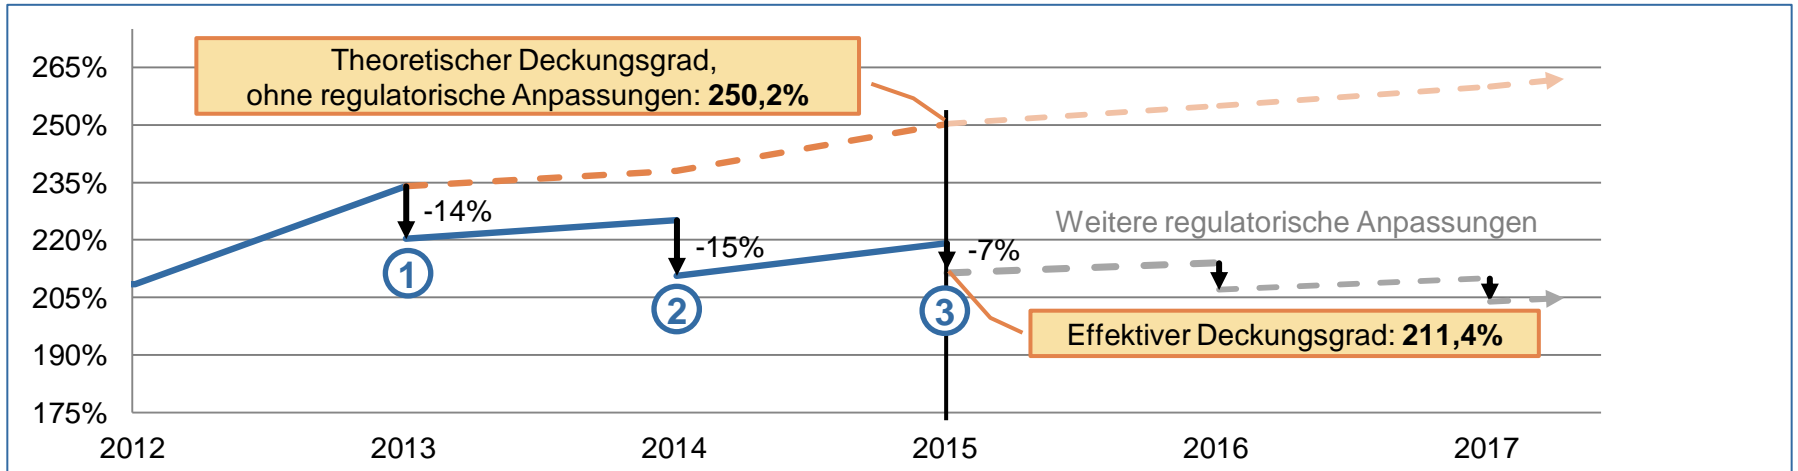 265%
250%
235%
220%
205%
190%
175%
Theoretischer Deckungsgrad,
ohne regulatorische Anpassungen: 250,2%
-14%
-15%
-7%
Weitere regulatorische Anpassungen
1
2
3
Effektiver Deckungsgrad: 211,4%
2012 2013 2014 2015 2016 2017